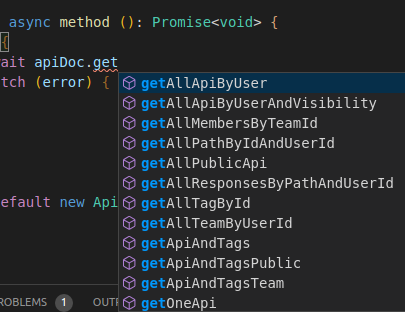 async method (): Promise<void> {
{
ait apiDoc.get
tch (error) {
getAllApiByUser
getAllApiByUserAndVisibility
getAllMembersByTeamId
getAllPathByIdAndUserId
getAllPublicApi
getAllResponsesByPathAndUserId
getAllTagById
getAllTeamByUserId
getApiAndTags
getApiAndTagsPublic
getApiAndTagsTeam
getOneApi
efault new Api
ROBLEMS 1 OUT